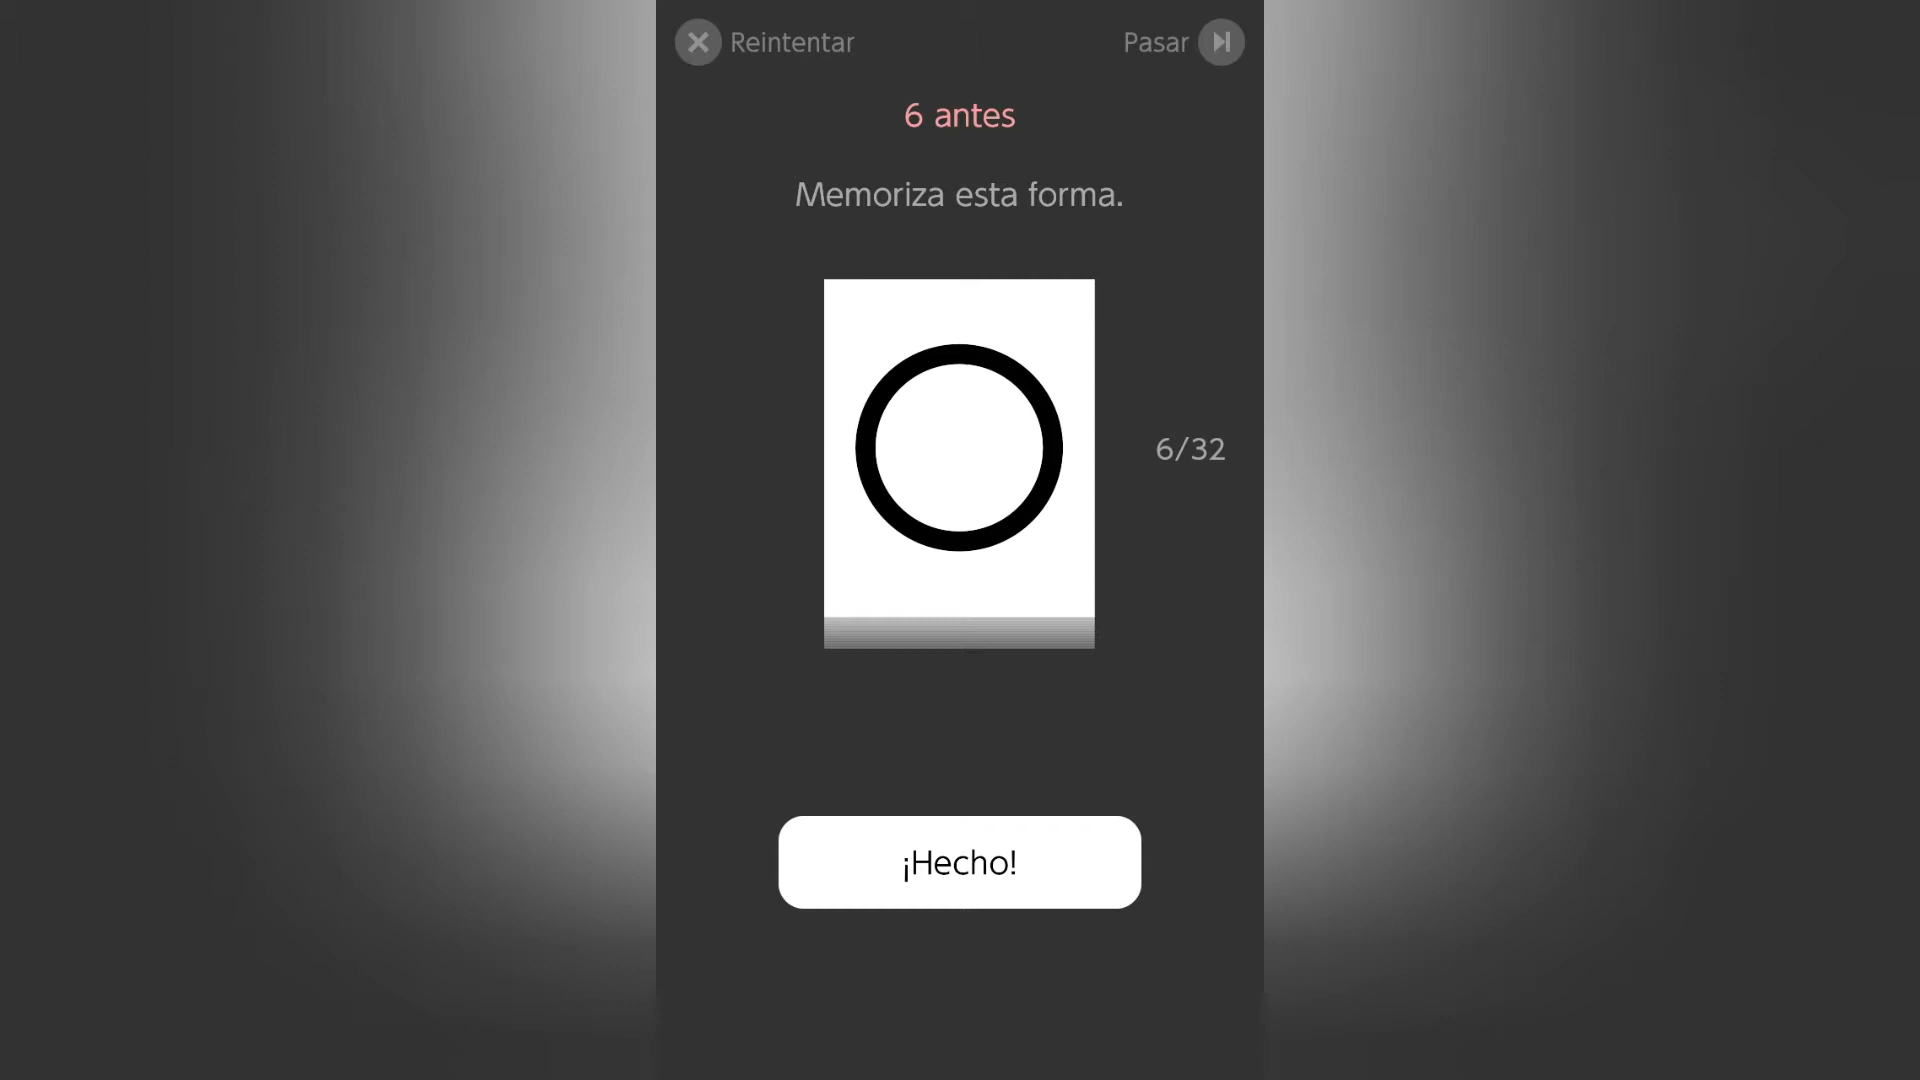 Reintentar
Pasar
6 antes
Memoriza esta forma.
6/32
¡Hecho!